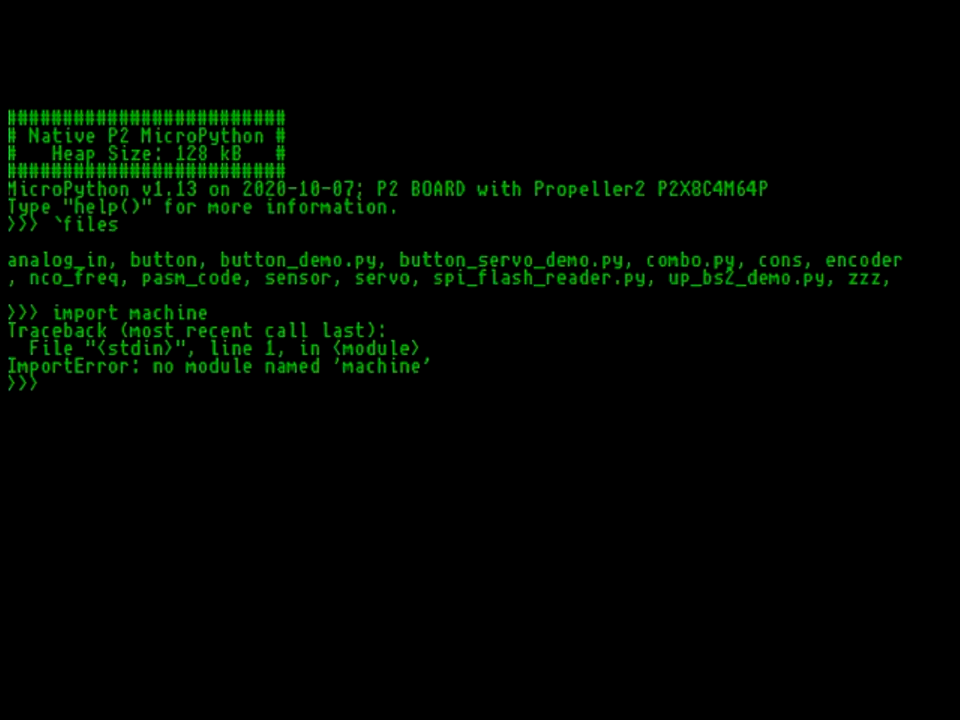 #########################
# Native P2 MicroPython #
#   Heap Size: 128 kB   #
#########################
MicroPython v1.13 on 2020-10-07; P2 BOARD with Propeller2 P2X8C4M64P
Type "help()" for more information.
>>> `files
analog_in, button, button_demo.py, button_servo_demo.py, combo.py, cons, encoder
, nco_freq, pasm_code, sensor, servo, spi_flash_reader.py, up_bs2_demo.py, zzz,
>>> import machine
Traceback (most recent call last):
  File "<stdin>", line 1, in <module>
ImportError: no module named 'machine'
>>>